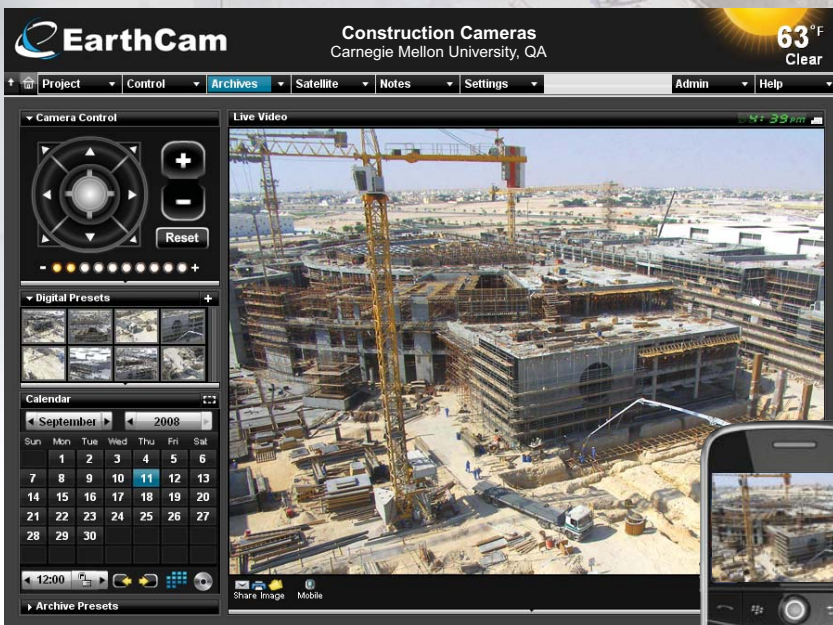 EarthCam
Construction Cameras
Carnegie Mellon University, QA
63°F
Clear
Project
Control
Archives
Satellite
Notes
Settings
Admin
Help
Camera Control
+
-
Reset
- +
Digital Presets +
Calendar
September 2008
Sun Mon Tue Wed Thu Fri Sat
1 2 3 4 5 6
7 8 9 10 11 12 13
14 15 16 17 18 19 20
21 22 23 24 25 26 27
28 29 30
12:00
Archive Presets
Live Video
4:39 PM
Share Image
Mobile